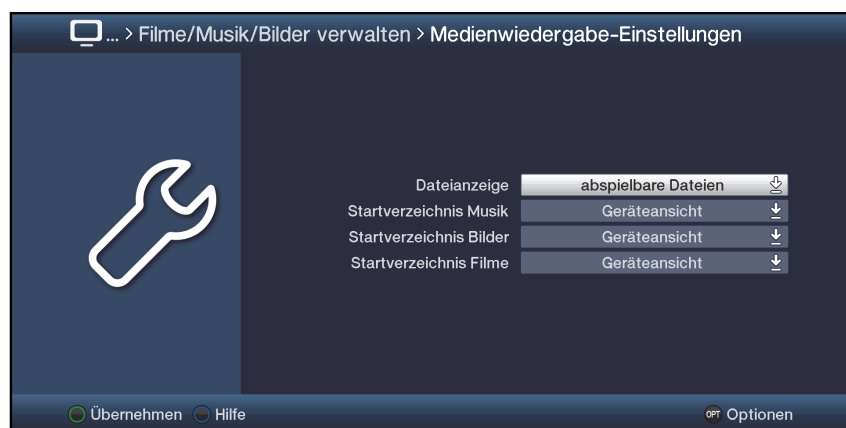 ... > Filme/Musik/Bilder verwalten > Medienwiedergabe-Einstellungen
Dateianzeige abspielbare Dateien
Startverzeichnis Musik Geräteansicht
Startverzeichnis Bilder Geräteansicht
Startverzeichnis Filme Geräteansicht
Übernehmen Hilfe OPT Optionen